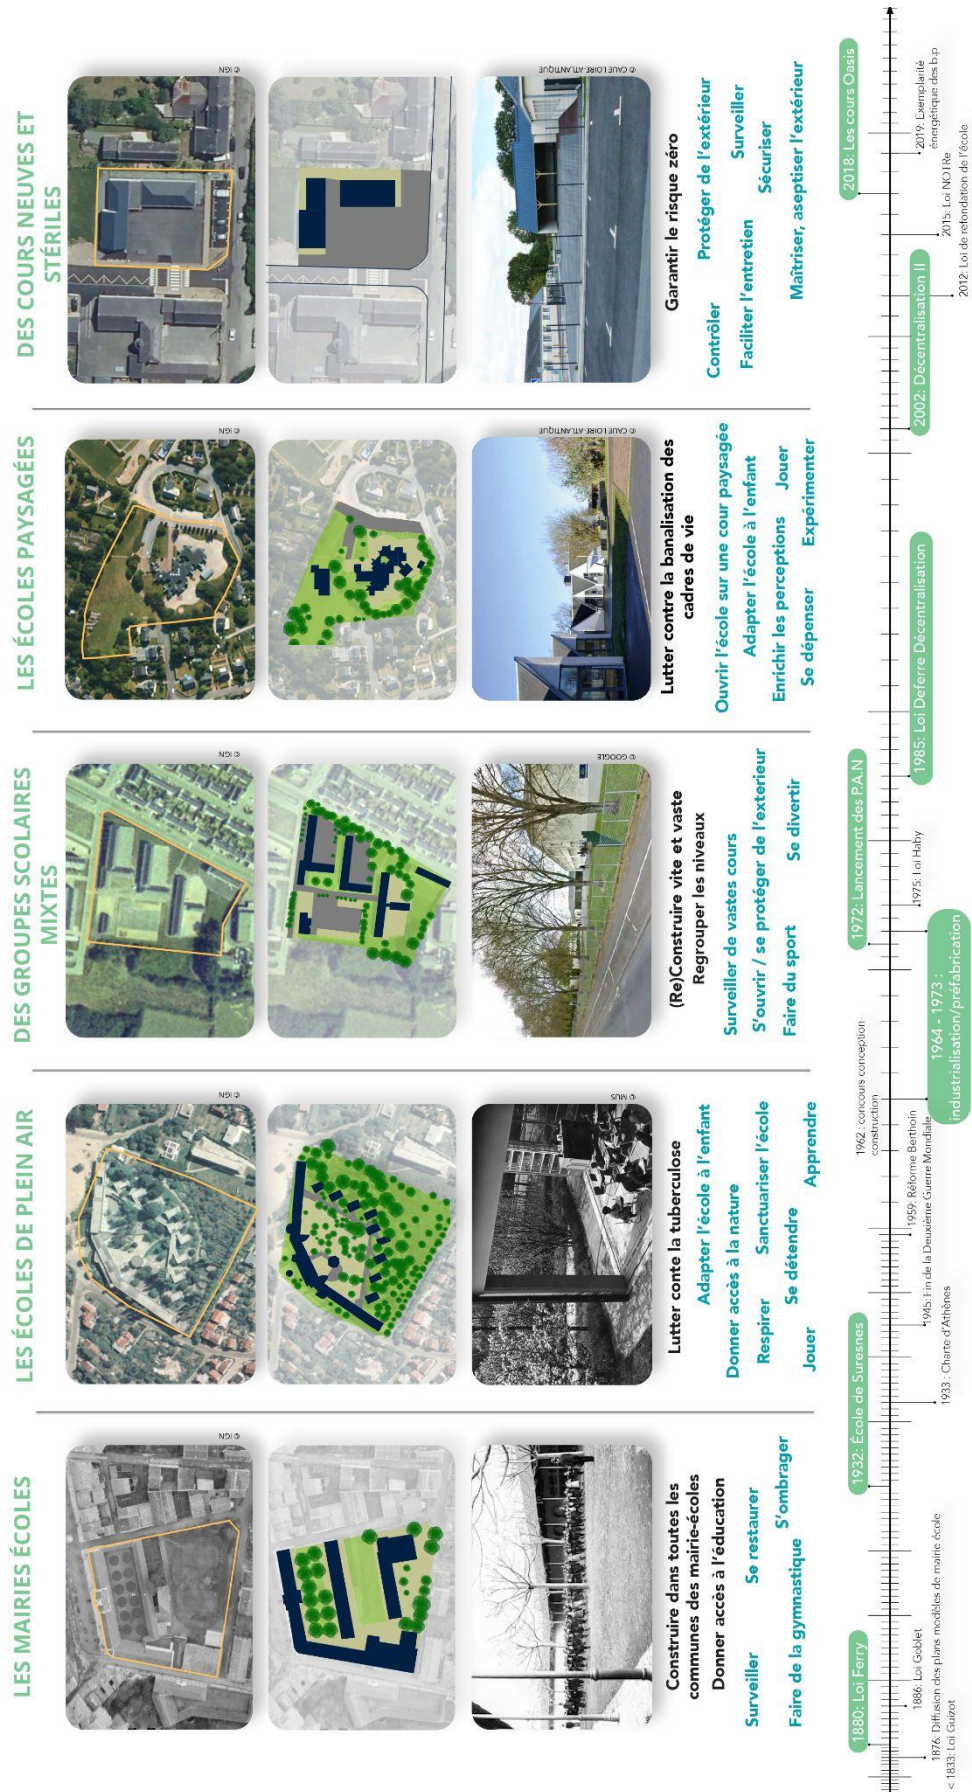 LES MAIRIES ÉCOLES
© IGN
Construire dans toutes les
communes des mairie-écoles
Donner accès à l'éducation
Surveiller
Se restaurer
Faire de la gymnastique
S'ombrager
LES ÉCOLES DE PLEIN AIR
© IGN
© MUS
Lutter conte la tuberculose
Adapter l'école à l'enfant
Donner accès à la nature
Respirer
Sanctuariser l'école
Se détendre
Jouer
Apprendre
DES GROUPES SCOLAIRES
MIXTES
© IGN
© GOOGLE
(Re)Construire vite et vaste
Regrouper les niveaux
Surveiller de vastes cours
S'ouvrir / se protéger de l'exterieur
Faire du sport
Se divertir
LES ÉCOLES PAYSAGÉES
© IGN
© CAUE-LOIRE-ATLANTIQUE
Lutter contre la banalisation des
cadres de vie
Ouvrir l'école sur une cour paysagée
Adapter l'école à l'enfant
Enrichir les perceptions
Jouer
Se dépenser
Expérimenter
DES COURS NEUVES ET
STÉRILES
© IGN
© CAUE-LOIRE-ATLANTIQUE
Garantir le risque zéro
Contrôler
Protéger de l'extérieur
Faciliter l'entretien
Surveiller
Sécuriser
Maîtriser, aseptiser l'extérieur
1880: Loi Ferry
1932: École de Suresnes
1962 : concours conception-
construction
1972: Lancement des P.A.N
2018: Les cours Oasis
1886: Loi Goblet
1876: Diffusion des plans modèles de mairie école
< 1833: Loi Guizot
1933 : Charte d'Athènes
1945: Fin de la Deuxième Guerre Mondiale
1959: Réforme Berthoin
1964 - 1973 :
industrialisation/préfabrication
1975: Loi Haby
1985: Loi Deferre Décentralisation
2002: Décentralisation II
2012: Loi de refondation de l'école
2015: Loi NOTRe
2019: Exemplarité
énergétique des b.p